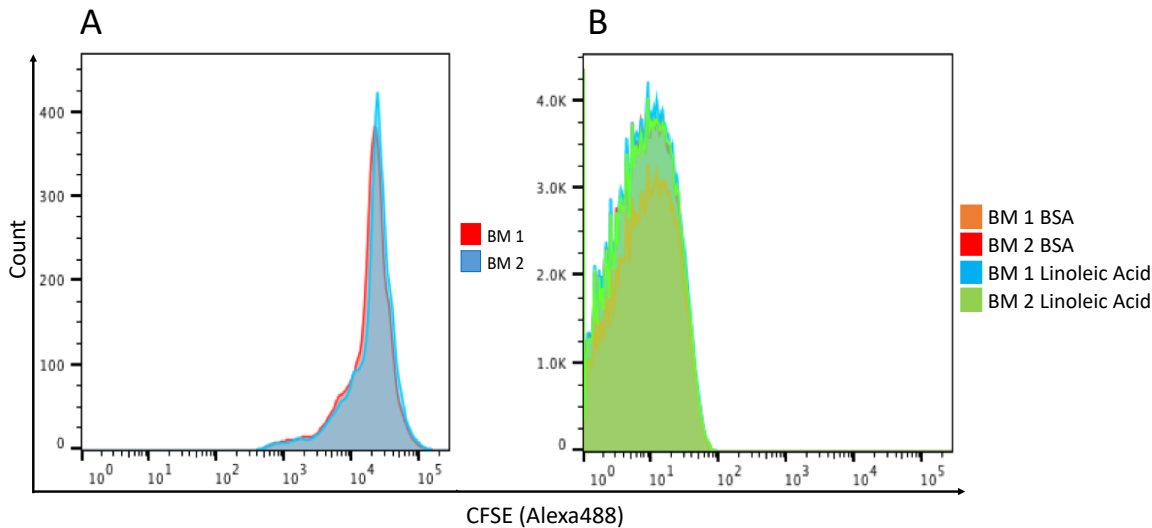 A
B
Count
400
300
200
100
0
10^0 10^1 10^2 10^3 10^4 10^5
BM 1
BM 2
4.0K
3.0K
2.0K
1.0K
0
10^0 10^1 10^2 10^3 10^4 10^5
BM 1 BSA
BM 2 BSA
BM 1 Linoleic Acid
BM 2 Linoleic Acid
CFSE (Alexa488)